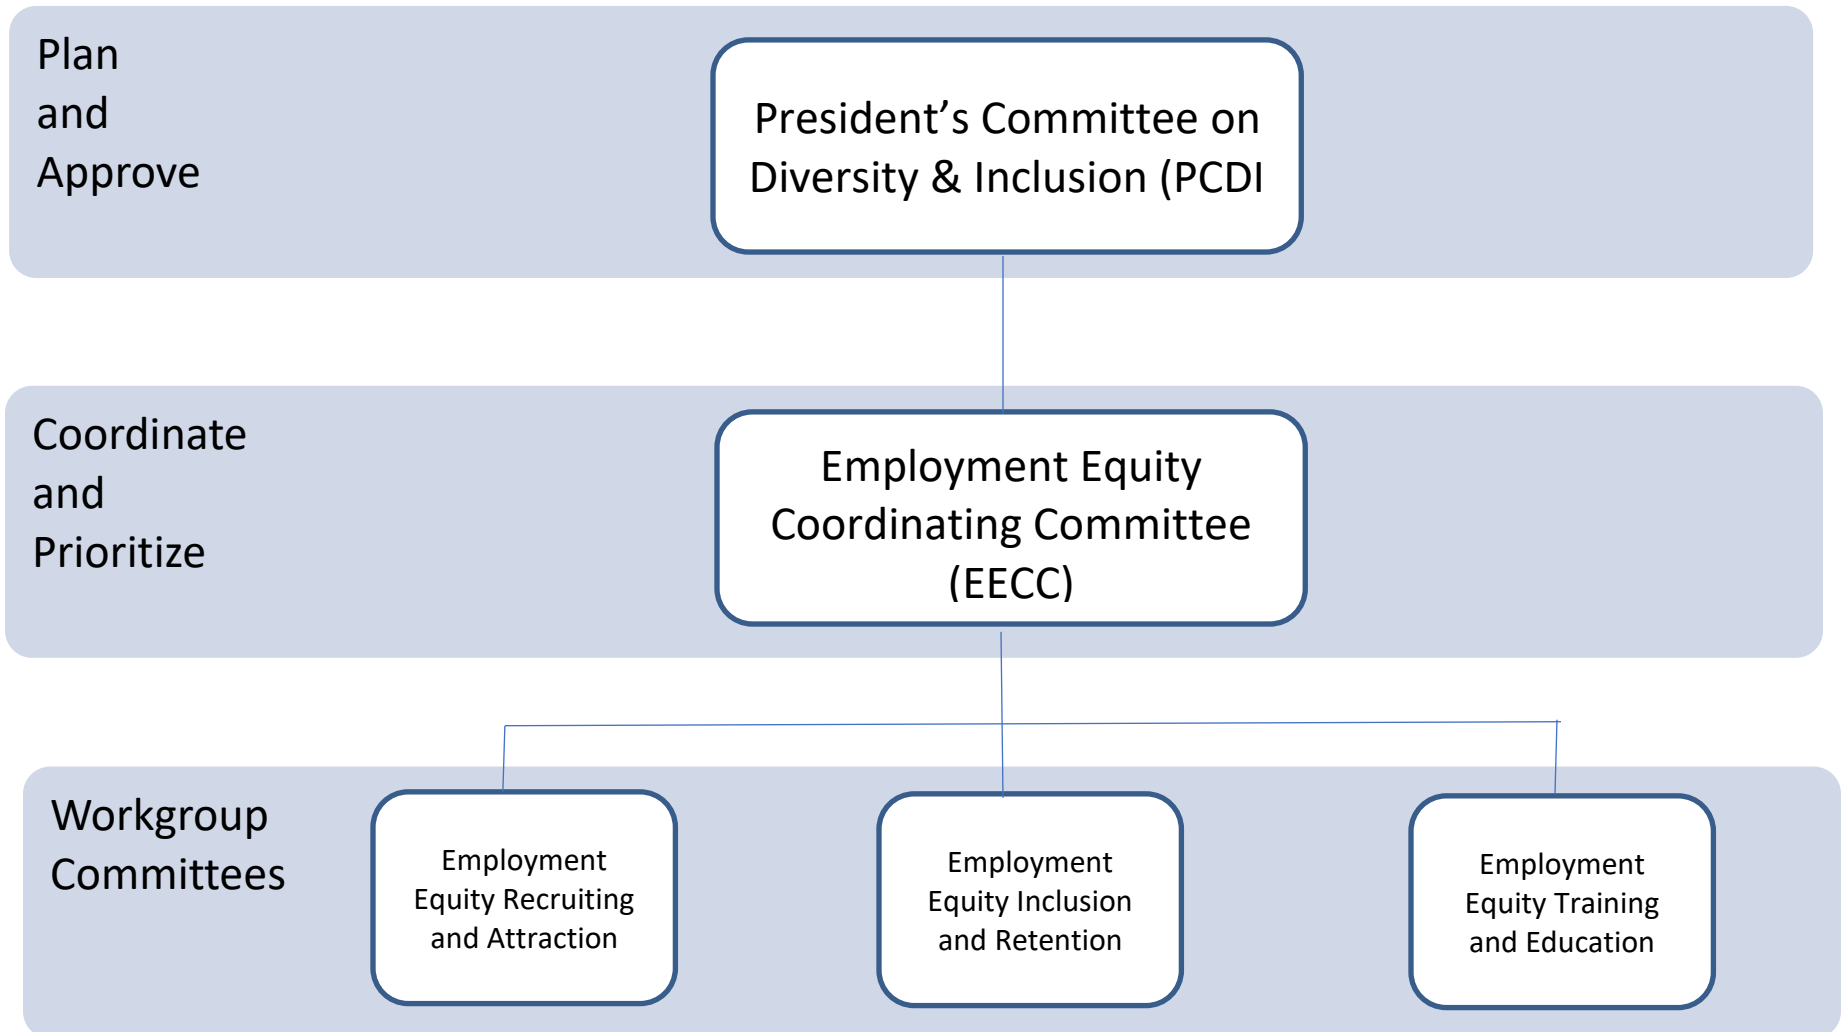 Plan
and
Approve
President’s Committee on
Diversity & Inclusion (PCDI
Coordinate
and
Prioritize
Employment Equity
Coordinating Committee
(EECC)
Workgroup
Committees
Employment
Equity Recruiting
and Attraction
Employment
Equity Inclusion
and Retention
Employment
Equity Training
and Education